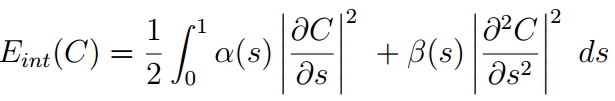 E_{int}(C) = \frac{1}{2} \int_0^1 \alpha(s) \left| \frac{\partial C}{\partial s} \right|^2 + \beta(s) \left| \frac{\partial^2 C}{\partial s^2} \right|^2 ds